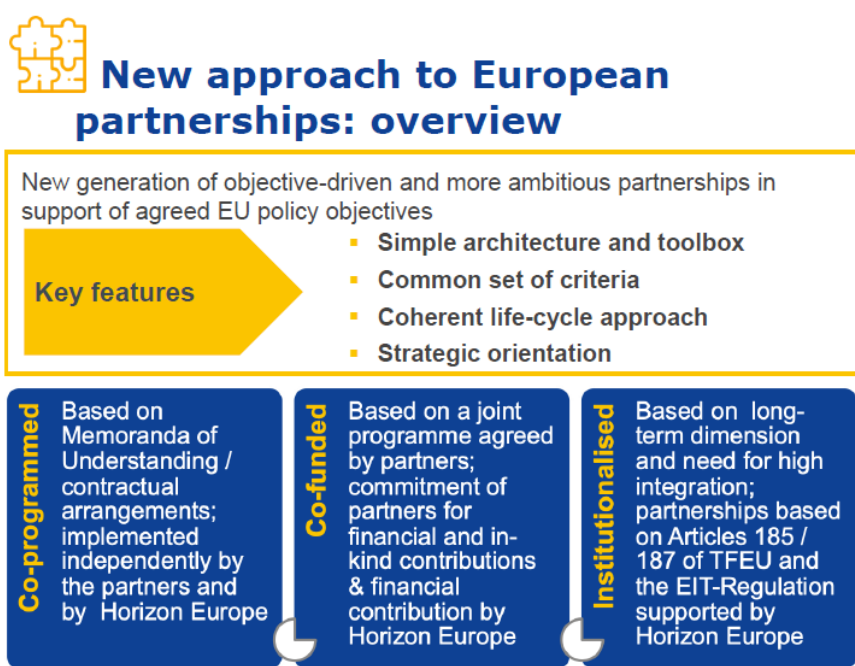 New approach to European
partnerships: overview
New generation of objective-driven and more ambitious partnerships in
support of agreed EU policy objectives
Key features
▪ Simple architecture and toolbox
▪ Common set of criteria
▪ Coherent life-cycle approach
▪ Strategic orientation
Co-programmed
Based on
Memoranda of
Understanding /
contractual
arrangements;
implemented
independently by
the partners and
by Horizon Europe
Co-funded
Based on a joint
programme agreed
by partners;
commitment of
partners for
financial and in-
kind contributions
& financial
contribution by
Horizon Europe
Institutionalised
Based on long-
term dimension
and need for high
integration;
partnerships based
on Articles 185 /
187 of TFEU and
the EIT-Regulation
supported by
Horizon Europe